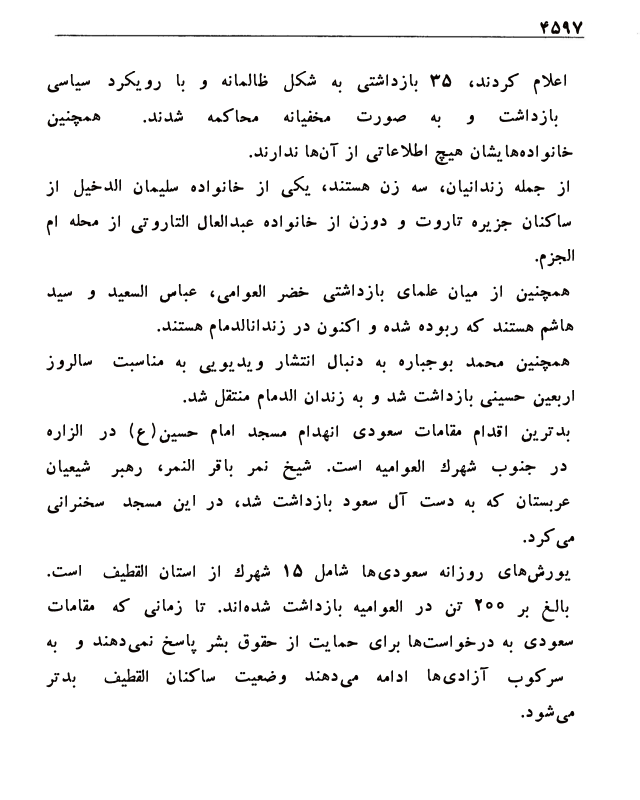 ۴۵۹۷
اعلام کردند، ۳۵ بازداشتی به شکل ظالمانه و با رویکرد سیاسی
بازداشت و به صورت مخفیانه محاکمه شدند. همچنین
خانواده‌هایشان هیچ اطلاعاتی از آن‌ها ندارند.
از جمله زندانیان، سه زن هستند، یکی از خانواده سلیمان الدخیل از
ساکنان جزیره تاروت و دوزن از خانواده عبدالعال التاروتی از محله ام
الجزم.
همچنین از میان علمای بازداشتی خضر العوامی، عباس السعید و سید
هاشم هستند که ربوده شده و اکنون در زندانالدمام هستند.
همچنین محمد بوجباره به دنبال انتشار ویدیویی به مناسبت سالروز
اربعین حسینی بازداشت شد و به زندان الدمام منتقل شد.
بدترین اقدام مقامات سعودی انهدام مسجد امام حسین(ع) در الزاره
در جنوب شهرک العوامیه است. شیخ نمر باقر النمر، رهبر شیعیان
عربستان که به دست آل سعود بازداشت شد، در این مسجد سخنرانی
می‌کرد.
یورش‌های روزانه سعودی‌ها شامل ۱۵ شهرک از استان القطیف است.
بالغ بر ۲۰۰ تن در العوامیه بازداشت شده‌اند. تا زمانی که مقامات
سعودی به درخواست‌ها برای حمایت از حقوق بشر پاسخ نمی‌دهند و به
سرکوب آزادی‌ها ادامه می‌دهند وضعیت ساکنان القطیف بدتر
می‌شود.